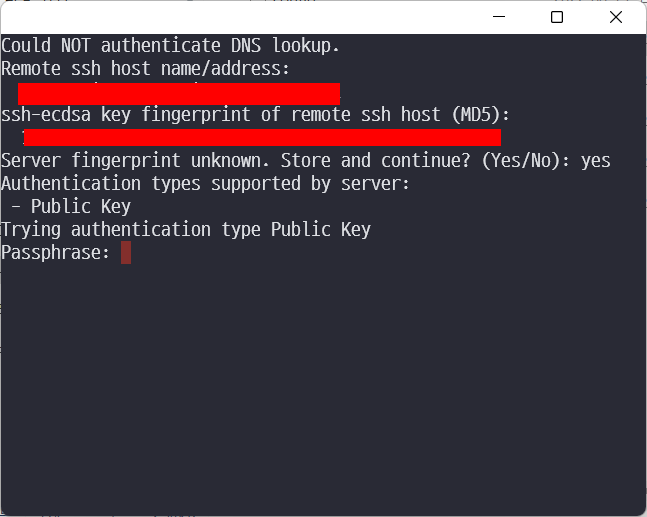 Could NOT authenticate DNS lookup.
Remote ssh host name/address:
ssh-ecdsa key fingerprint of remote ssh host (MD5):
Server fingerprint unknown. Store and continue? (Yes/No): yes
Authentication types supported by server:
- Public Key
Trying authentication type Public Key
Passphrase: